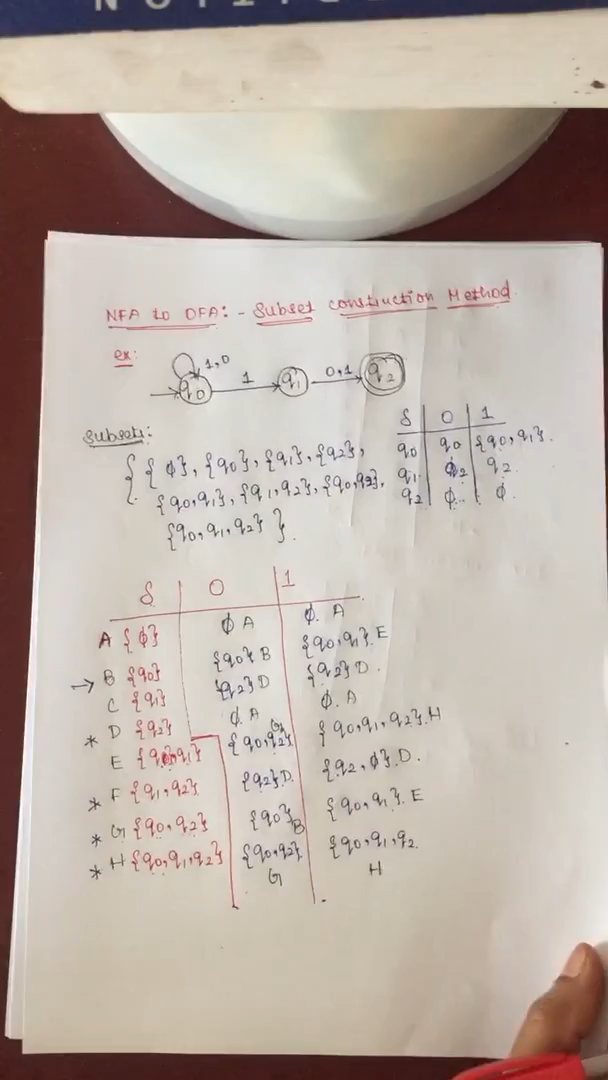 NFA to DFA:- Subset construction Method.
ex:
1,0
q0 1 q1 0,1 q2
Subsets:
{ {ϕ}, {q0}, {q1}, {q2},
{q0,q1}, {q1,q2}, {q0,q2},
{q0,q1,q2} }.
δ 0 1
q0 q0 {q0,q1}.
q1 q2 q2
q2 ϕ. ϕ.
δ 0 1
A {ϕ} ϕ A ϕ. A
→ B {q0} {q0} B {q0,q1}. E
C {q1} {q2} D {q2} D.
* D {q2} ϕ. A ϕ. A
E {q0,q1} {q0,q2} G {q0,q1,q2}. H
* F {q1,q2} {q2}. D. {q2,ϕ}. D.
* G {q0,q2} {q0} B {q0,q1}. E
* H {q0,q1,q2} {q0,q2} G {q0,q1,q2. H